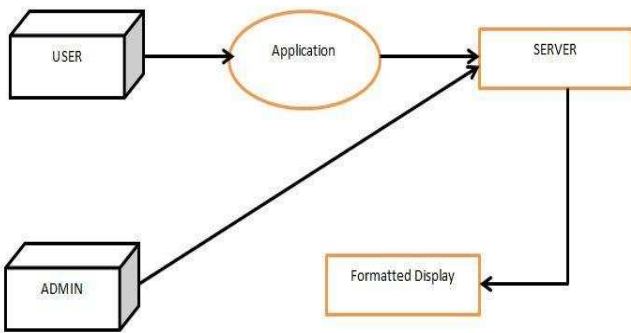 USER
Application
SERVER
ADMIN
Formatted Display